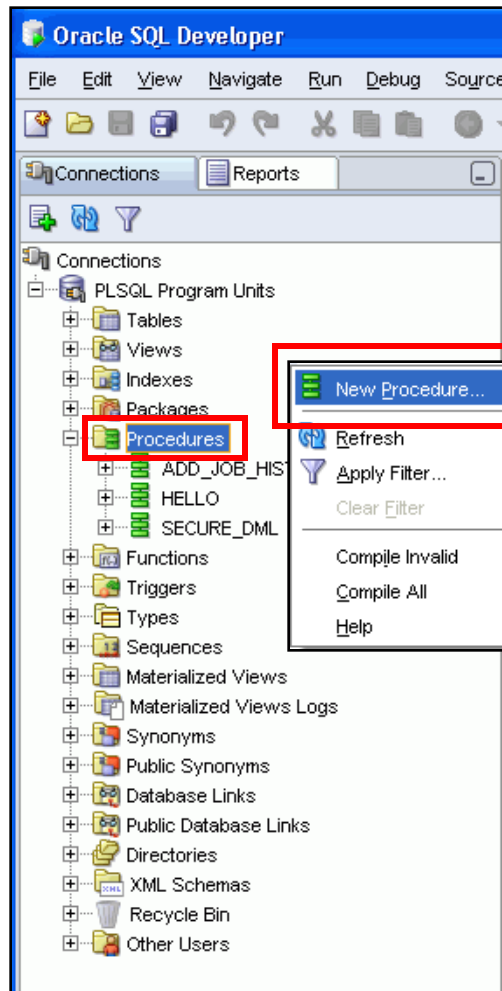 Oracle SQL Developer
File Edit View Navigate Run Debug Source
Connections Reports
Connections
PLSQL Program Units
Tables
Views
Indexes
Packages
Procedures
ADD_JOB_HIST
HELLO
SECURE_DML
Functions
Triggers
Types
Sequences
Materialized Views
Materialized Views Logs
Synonyms
Public Synonyms
Database Links
Public Database Links
Directories
XML Schemas
Recycle Bin
Other Users
New Procedure...
Refresh
Apply Filter...
Clear Filter
Compile Invalid
Compile All
Help